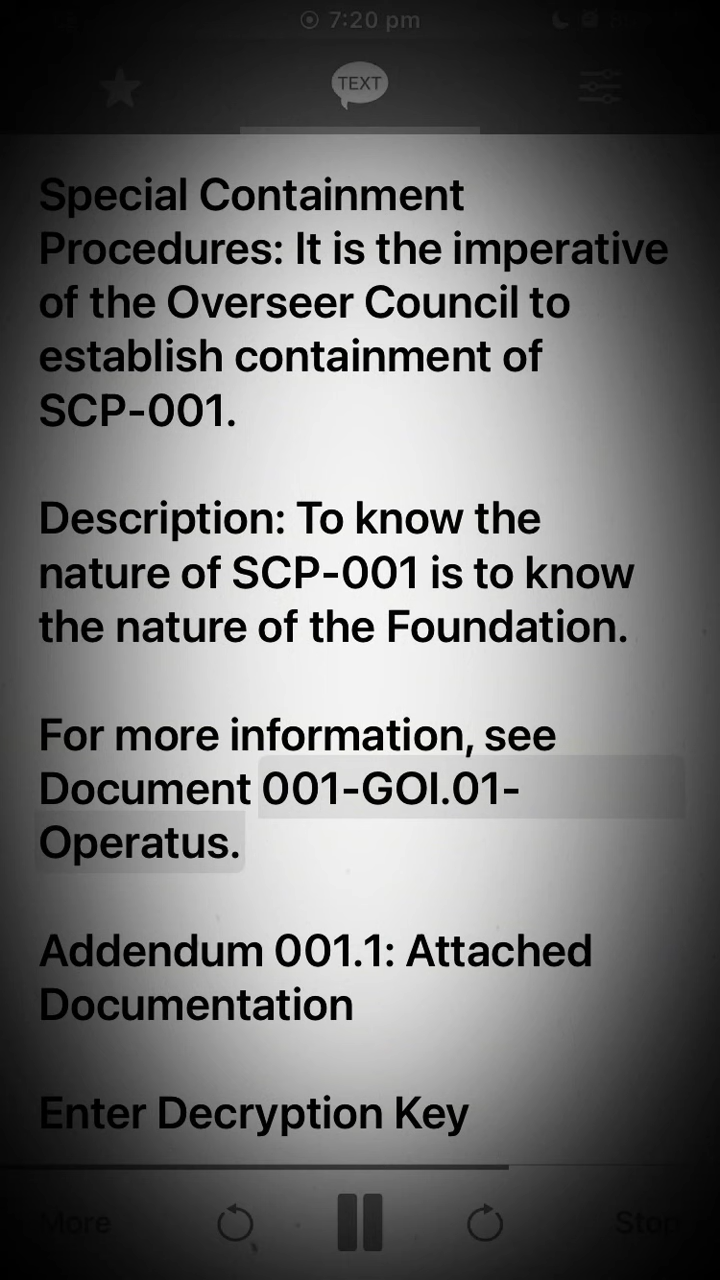 7:20 pm
TEXT
Special Containment
Procedures: It is the imperative
of the Overseer Council to
establish containment of
SCP-001.
Description: To know the
nature of SCP-001 is to know
the nature of the Foundation.
For more information, see
Document 001-GOI.01-
Operatus.
Addendum 001.1: Attached
Documentation
Enter Decryption Key
More
Stop